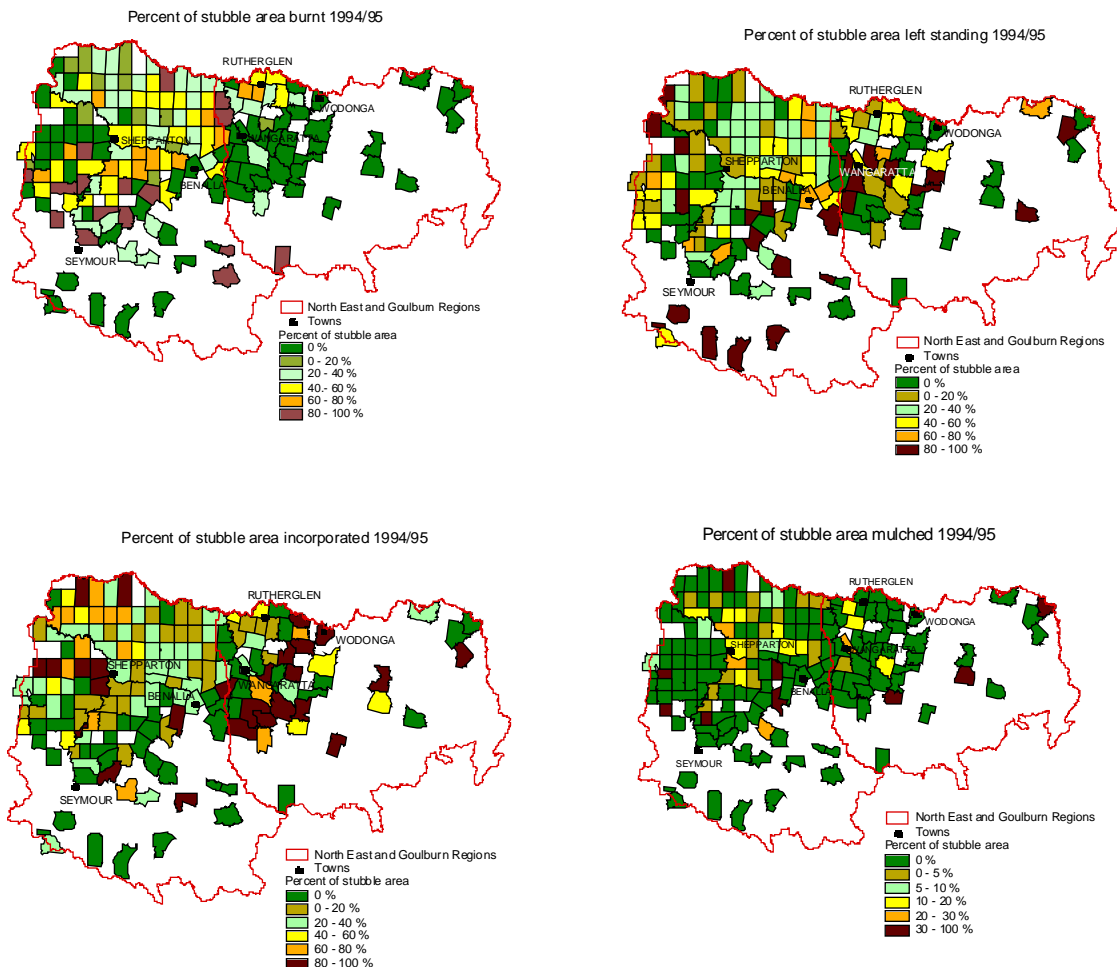 Percent of stubble area burnt 1994/95
RUTHERGLEN
WODONGA
SHEPPARTON
WANGARATTA
BENALLA
SEYMOUR
North East and Goulburn Regions
Towns
Percent of stubble area
0 %
0 - 20 %
20 - 40 %
40.- 60 %
60 - 80 %
80 - 100 %
Percent of stubble area left standing 1994/95
RUTHERGLEN
WODONGA
SHEPPARTON
WANGARATTA
BENALLA
SEYMOUR
North East and Goulburn Regions
Towns
Percent of stubble area
0 %
0 - 20 %
20 - 40 %
40 - 60 %
60 - 80 %
80 - 100 %
Percent of stubble area incorporated 1994/95
RUTHERGLEN
WODONGA
SHEPPARTON
WANGARATTA
BENALLA
SEYMOUR
North East and Goulburn Regions
Towns
Percent of stubble area
0 %
0 - 20 %
20 - 40 %
40 - 60 %
60 - 80 %
80 - 100 %
Percent of stubble area mulched 1994/95
RUTHERGLEN
WODONGA
SHEPPARTON
WANGARATTA
BENALLA
SEYMOUR
North East and Goulburn Regions
Towns
Percent of stubble area
0 %
0 - 5 %
5 - 10 %
10 - 20 %
20 - 30 %
30 - 100 %